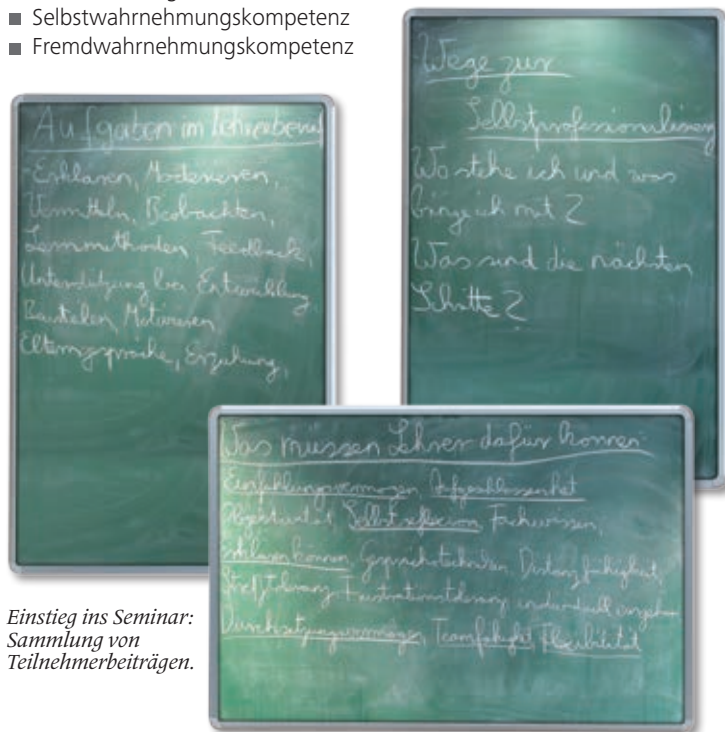 Selbstwahrnehmungskompetenz
Fremdwahrnehmungskompetenz
Aufgaben im Lehrerberuf
Erklären, Moderieren,
Vermitteln, Beobachten,
Lernmethoden, Feedback,
Unterstützung bei Entwicklung,
Beurteilen, Motivieren
Elterngespräche, Erziehung,
Wege zur
Selbstprofessionalisierung
Wo stehe ich und was
bringe ich mit?
Was sind die nächsten
Schritte?
Was müssen Lehrer dafür können:
Einfühlungsvermögen, Aufgeschlossenheit
Objektivität, Selbstreflexion, Fachwissen,
erklären können, Gesprächstechniken, Distanzfähigkeit,
Streßtoleranz, Frustrationstoleranz, individuell eingehen
Durchsetzungsvermögen, Teamfähigkeit, Flexibilität
Einstieg ins Seminar:
Sammlung von
Teilnehmerbeiträgen.